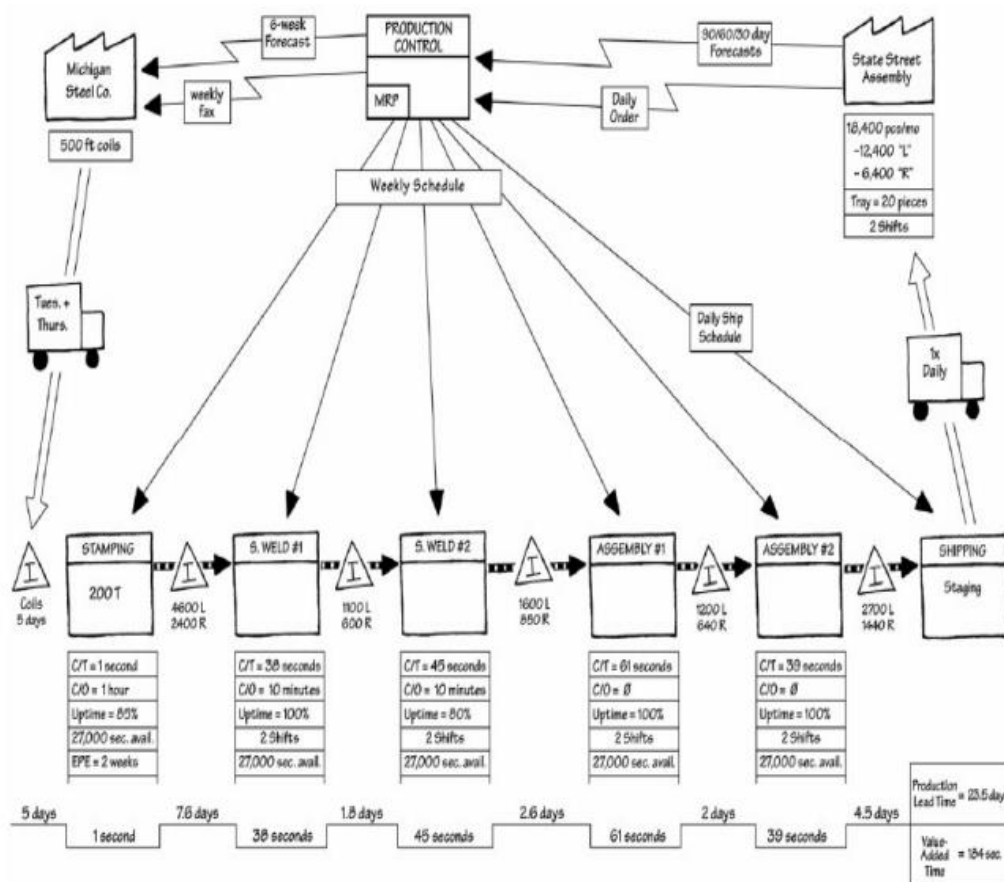 6-week
Forecast
PRODUCTION
CONTROL
90/60/30 day
Forecasts
Michigan
Steel Co.
State Street
Assembly
weekly
Fax
MRP
Daily
Order
500 ft coils
18,400 pcs/mo
-12,400 "L"
- 6,400 "R"
Tray = 20 pieces
2 Shifts
Weekly Schedule
Tues. +
Thurs.
Daily Ship
Schedule
1x
Daily
I
Coils
5 days
STAMPING
200 T
I
4600 L
2400 R
S. WELD #1
I
1100 L
600 R
S. WELD #2
I
1600 L
850 R
ASSEMBLY #1
I
1200 L
640 R
ASSEMBLY #2
I
2700 L
1440 R
SHIPPING
Staging
C/T = 1 second
C/O = 1 hour
Uptime = 85%
27,000 sec. avail.
EPE = 2 weeks
C/T = 38 seconds
C/O = 10 minutes
Uptime = 100%
2 Shifts
27,000 sec. avail.
C/T = 45 seconds
C/O = 10 minutes
Uptime = 80%
2 Shifts
27,000 sec. avail.
C/T = 61 seconds
C/O = Ø
Uptime = 100%
2 Shifts
27,000 sec. avail.
C/T = 39 seconds
C/O = Ø
Uptime = 100%
2 Shifts
27,000 sec. avail.
5 days
7.6 days
1.8 days
2.6 days
2 days
4.5 days
1 second
38 seconds
45 seconds
61 seconds
39 seconds
Production
Lead Time = 23.5 day
Value-
Added = 184 sec.
Time